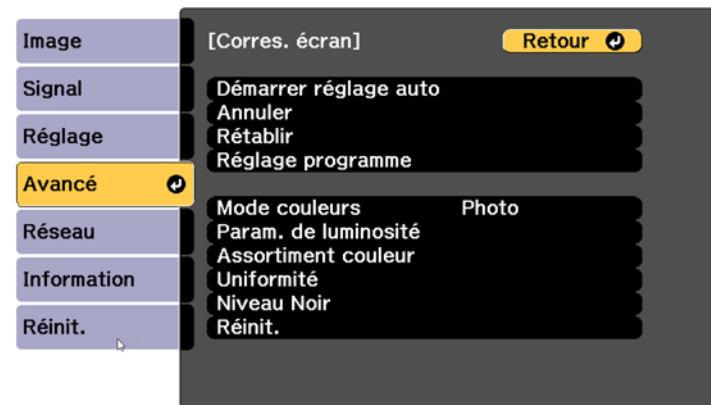 Image
Signal
Réglage
Avancé
Réseau
Information
Réinit.
[Corres. écran]
Retour
Démarrer réglage auto
Annuler
Rétablir
Réglage programme
Mode couleurs Photo
Param. de luminosité
Assortiment couleur
Uniformité
Niveau Noir
Réinit.